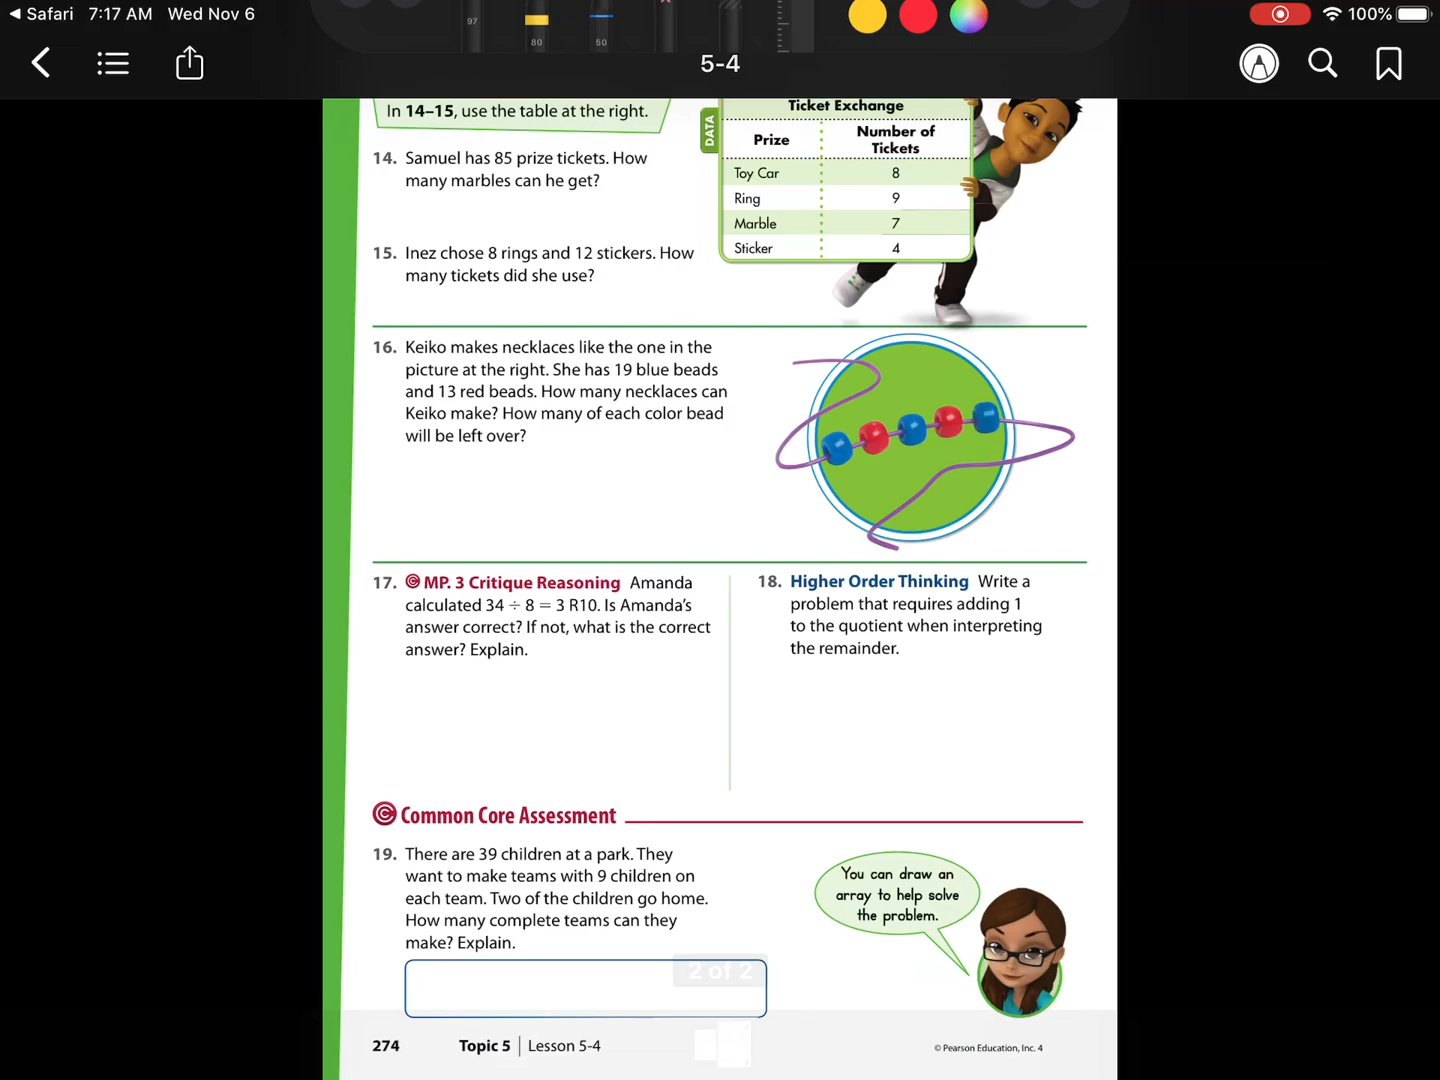 Safari 7:17 AM Wed Nov 6
100%
97
80
50
5-4
In 14–15, use the table at the right.
14. Samuel has 85 prize tickets. How
many marbles can he get?
15. Inez chose 8 rings and 12 stickers. How
many tickets did she use?
DATA
Ticket Exchange
Prize Number of
Tickets
Toy Car 8
Ring 9
Marble 7
Sticker 4
16. Keiko makes necklaces like the one in the
picture at the right. She has 19 blue beads
and 13 red beads. How many necklaces can
Keiko make? How many of each color bead
will be left over?
17. MP. 3 Critique Reasoning Amanda
calculated 34 ÷ 8 = 3 R10. Is Amanda's
answer correct? If not, what is the correct
answer? Explain.
18. Higher Order Thinking Write a
problem that requires adding 1
to the quotient when interpreting
the remainder.
Common Core Assessment
19. There are 39 children at a park. They
want to make teams with 9 children on
each team. Two of the children go home.
How many complete teams can they
make? Explain.
You can draw an
array to help solve
the problem.
2 of 2
274 Topic 5 | Lesson 5-4
© Pearson Education, Inc. 4